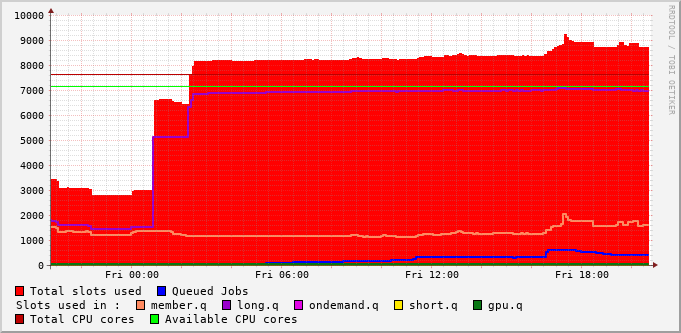 10000
9000
8000
7000
6000
5000
4000
3000
2000
1000
0
Fri 00:00 Fri 06:00 Fri 12:00 Fri 18:00
RRDTOOL / TOBI OETIKER
Total slots used Queued Jobs
Slots used in : member.q long.q ondemand.q short.q gpu.q
Total CPU cores Available CPU cores